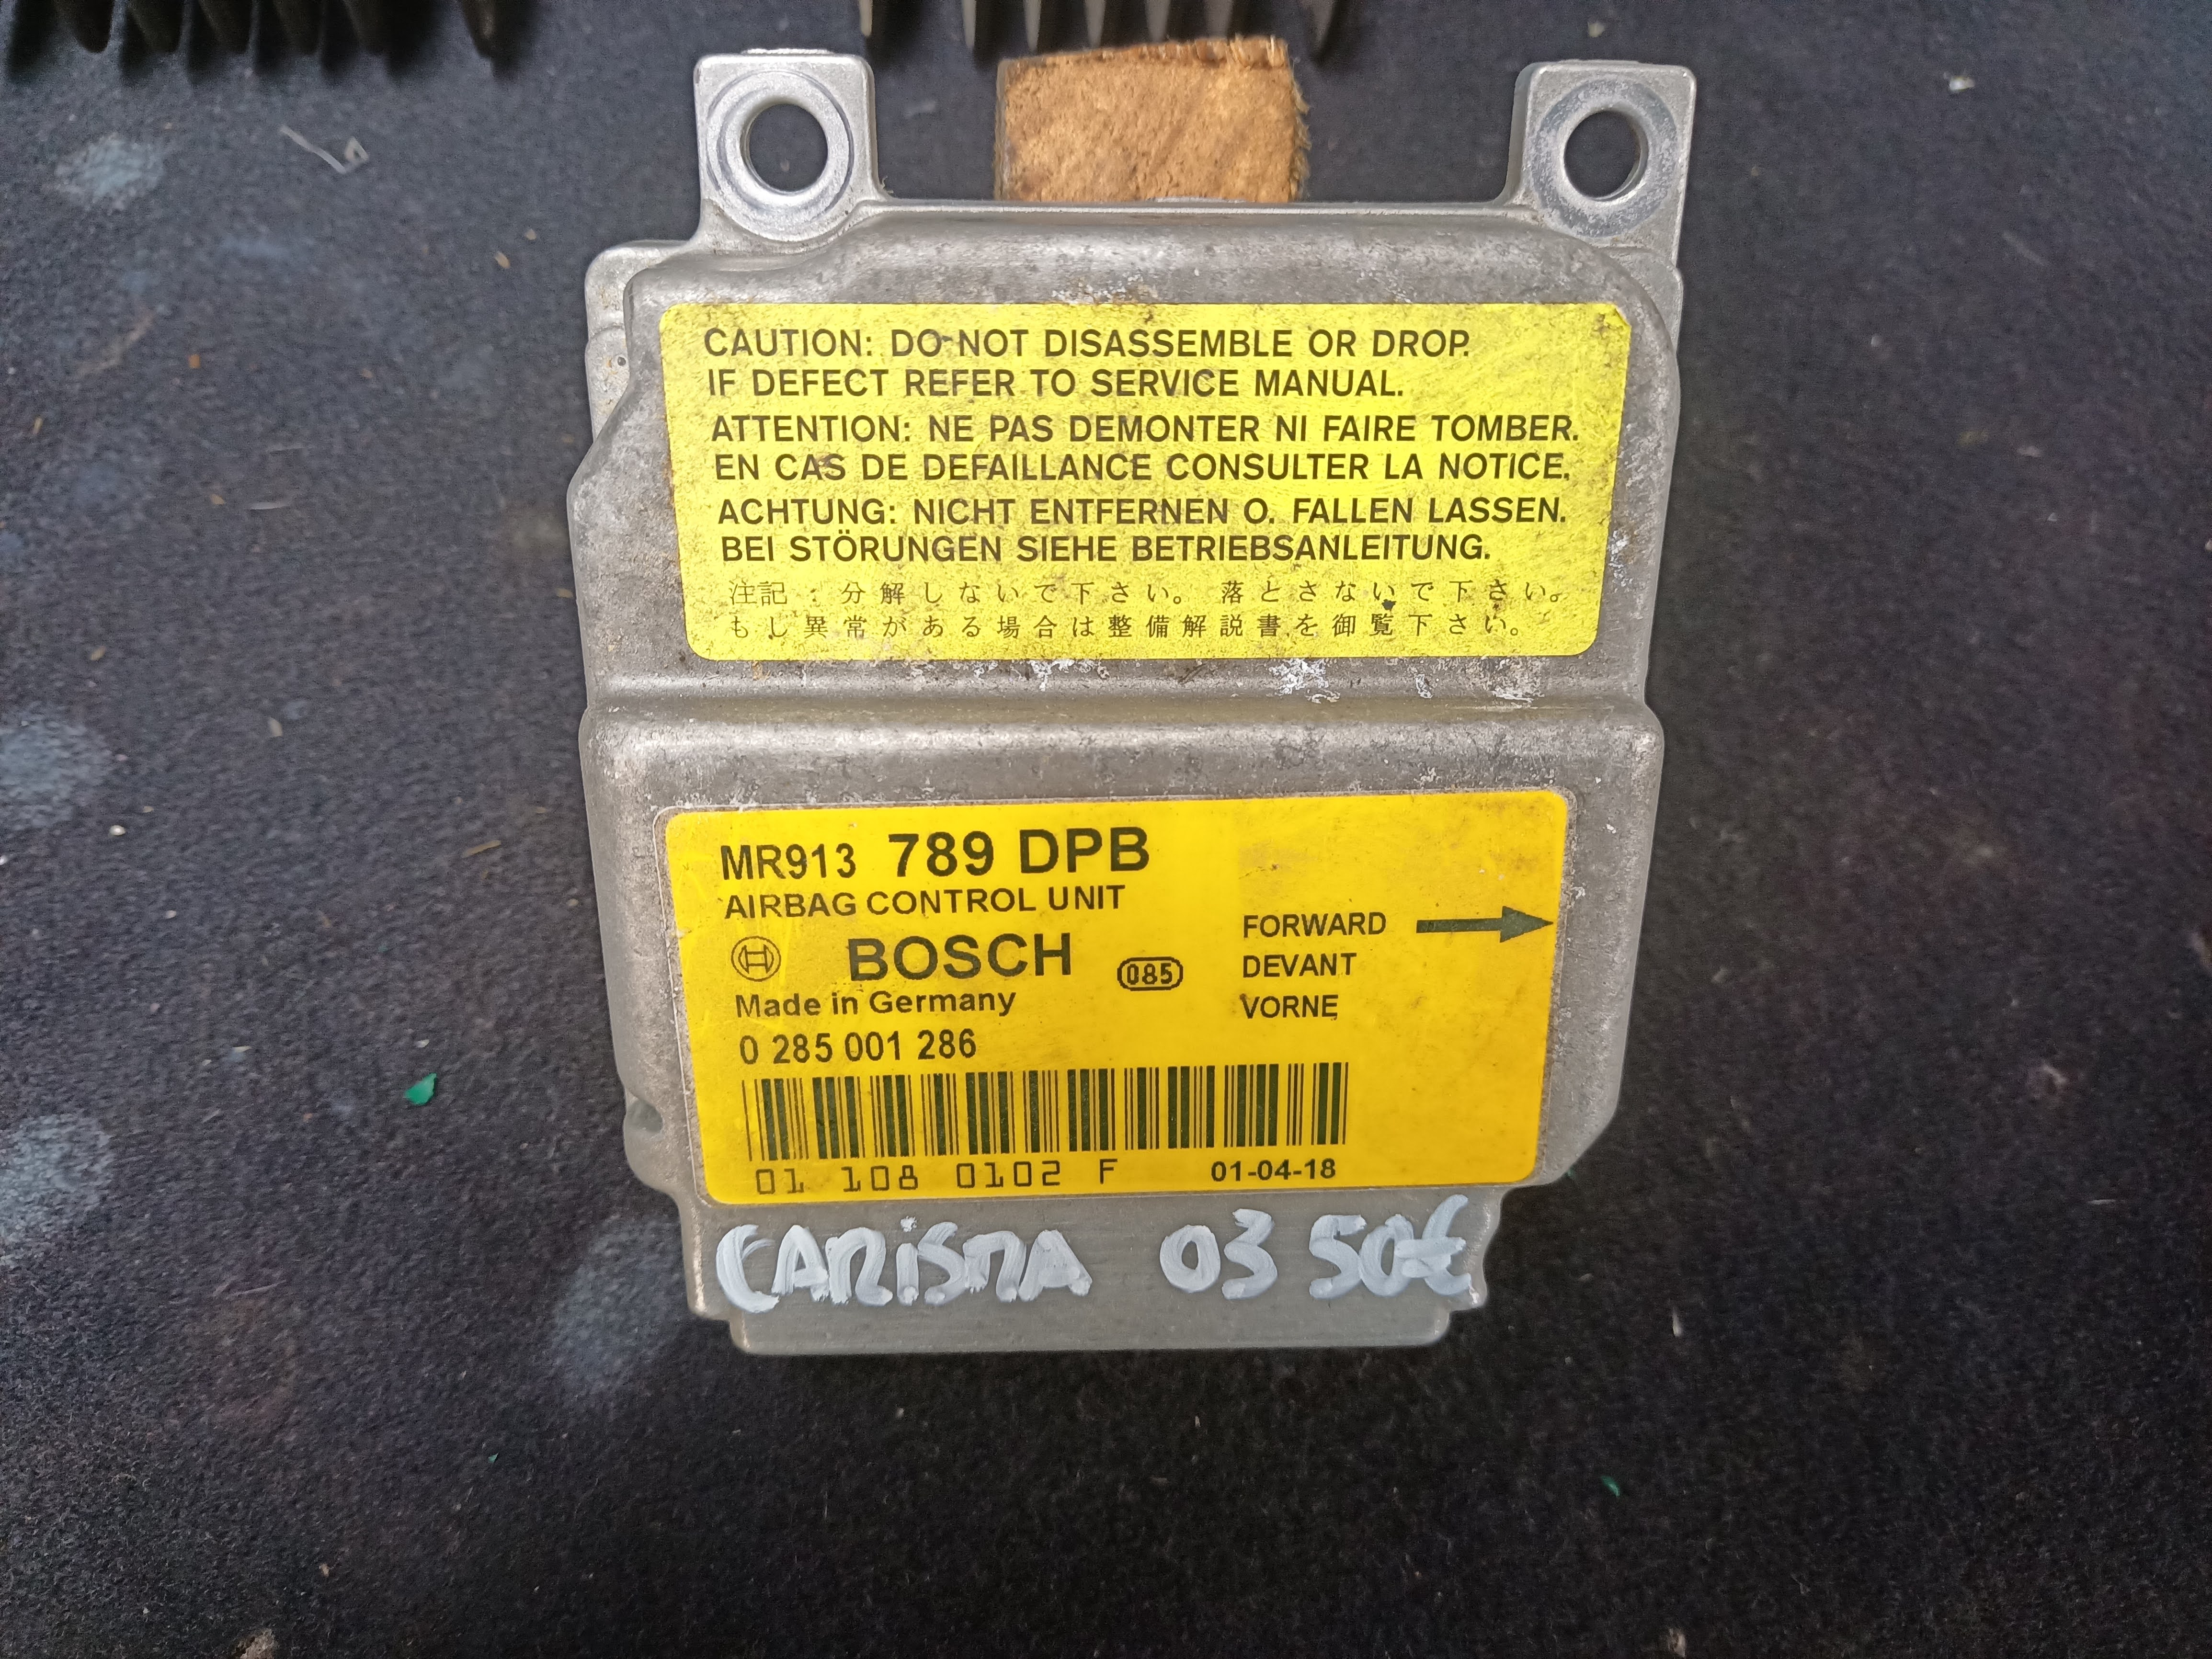 CAUTION: DO NOT DISASSEMBLE OR DROP.
IF DEFECT REFER TO SERVICE MANUAL.
ATTENTION: NE PAS DEMONTER NI FAIRE TOMBER.
EN CAS DE DEFAILLANCE CONSULTER LA NOTICE.
ACHTUNG: NICHT ENTFERNEN O. FALLEN LASSEN.
BEI STÖRUNGEN SIEHE BETRIEBSANLEITUNG.
注記：分解しないで下さい。落とさないで下さい。
もし異常がある場合は整備解説書を御覧下さい。
MR913 789 DPB
AIRBAG CONTROL UNIT
FORWARD
BOSCH 085
DEVANT
Made in Germany
VORNE
0 285 001 286
01 108 0102 F 01-04-18
CARiSMA 03 50€